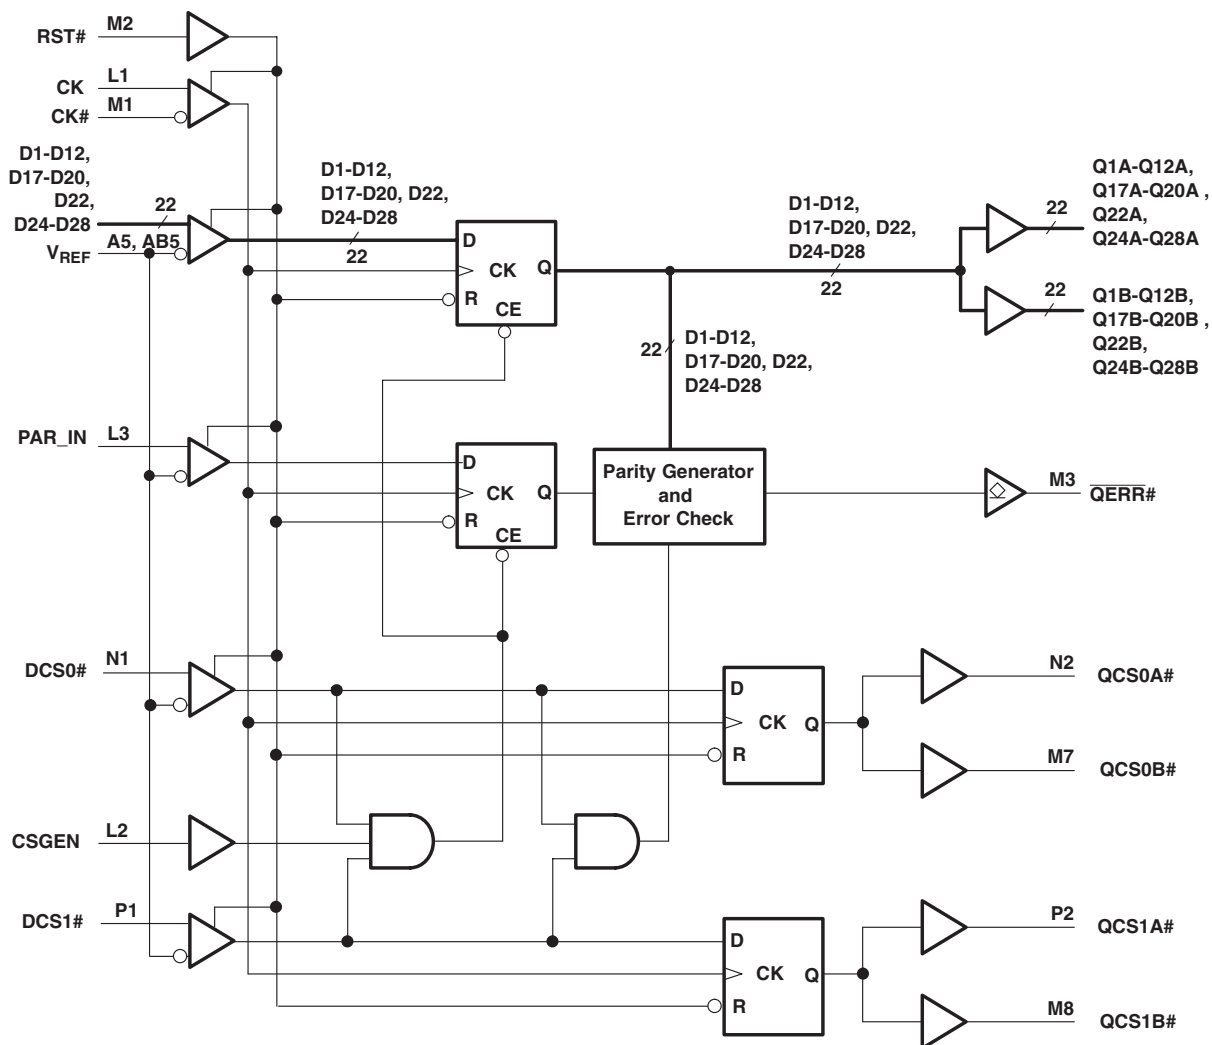 RST#
M2
CK
L1
CK#
M1
D1-D12,
D17-D20,
D22,
D24-D28
22
VREF
A5, AB5
D1-D12,
D17-D20, D22,
D24-D28
22
D
CK
Q
R
CE
D1-D12,
D17-D20, D22,
D24-D28
22
22
Q1A-Q12A,
Q17A-Q20A ,
Q22A,
Q24A-Q28A
22
Q1B-Q12B,
Q17B-Q20B ,
Q22B,
Q24B-Q28B
22
D1-D12,
D17-D20, D22,
D24-D28
PAR_IN
L3
D
CK
Q
R
CE
Parity Generator
and
Error Check
M3
QERR#
DCS0#
N1
D
CK
Q
R
N2
QCS0A#
M7
QCS0B#
CSGEN
L2
DCS1#
P1
D
CK
Q
R
P2
QCS1A#
M8
QCS1B#